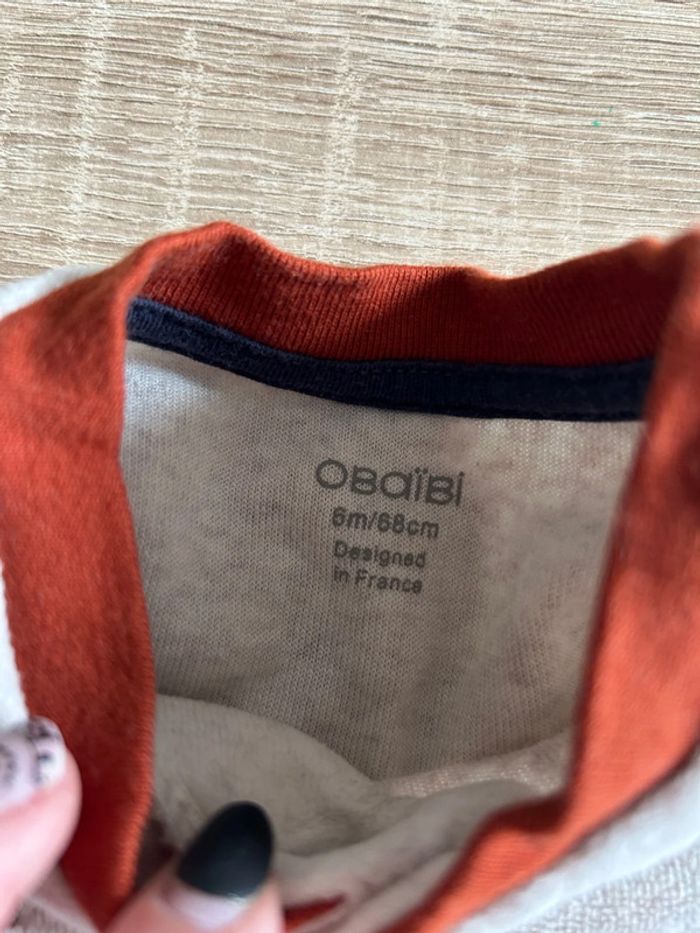 OBaïBi
6m/68cm
Designed
in France